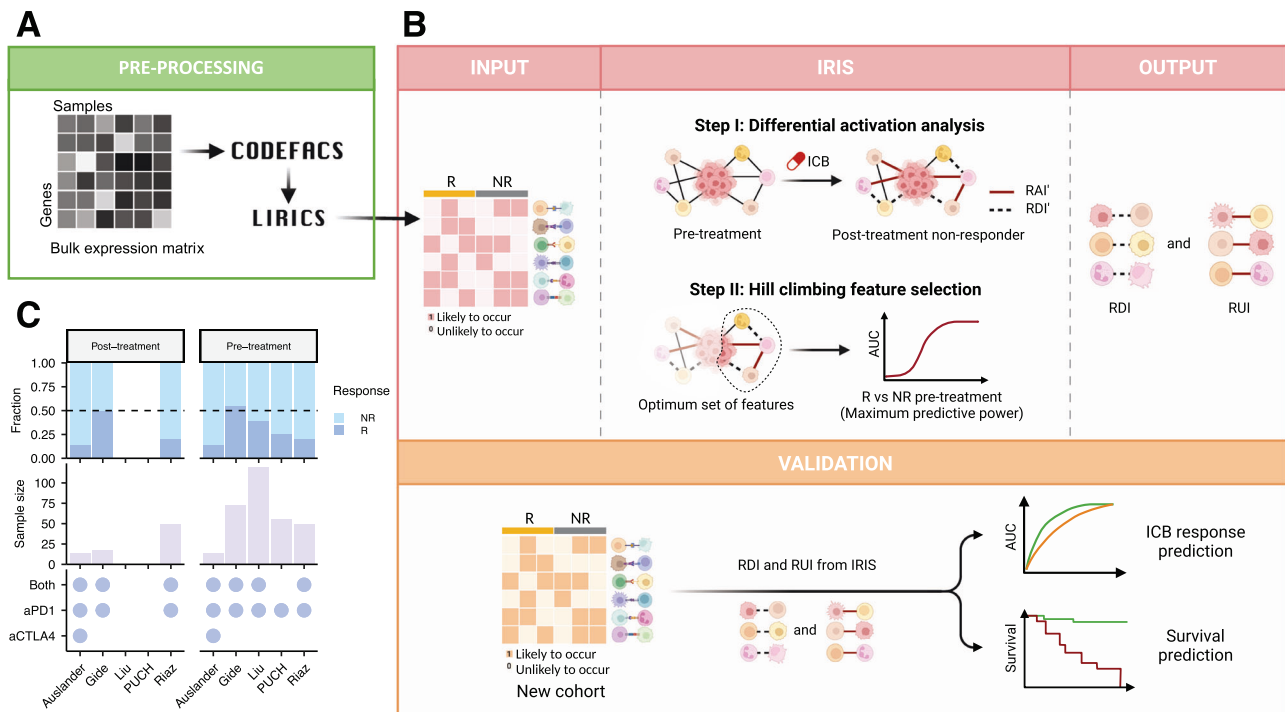 A
PRE-PROCESSING
Samples
Genes
Bulk expression matrix
CODEFACS
LIRICS
B
INPUT
IRIS
OUTPUT
R
NR
1 Likely to occur
0 Unlikely to occur
Step I: Differential activation analysis
ICB
Pre-treatment
Post-treatment non-responder
RAI'
RDI'
Step II: Hill climbing feature selection
Optimum set of features
AUC
R vs NR pre-treatment
(Maximum predictive power)
and
RDI
RUI
VALIDATION
R
NR
1 Likely to occur
0 Unlikely to occur
New cohort
RDI and RUI from IRIS
and
AUC
ICB response
prediction
Survival
Survival
prediction
C
Post–treatment
Pre–treatment
Fraction
1.00
0.75
0.50
0.25
0.00
Response
NR
R
Sample size
100
75
50
25
0
Both
aPD1
aCTLA4
Auslander
Gide
Liu
PUCH
Riaz
Auslander
Gide
Liu
PUCH
Riaz